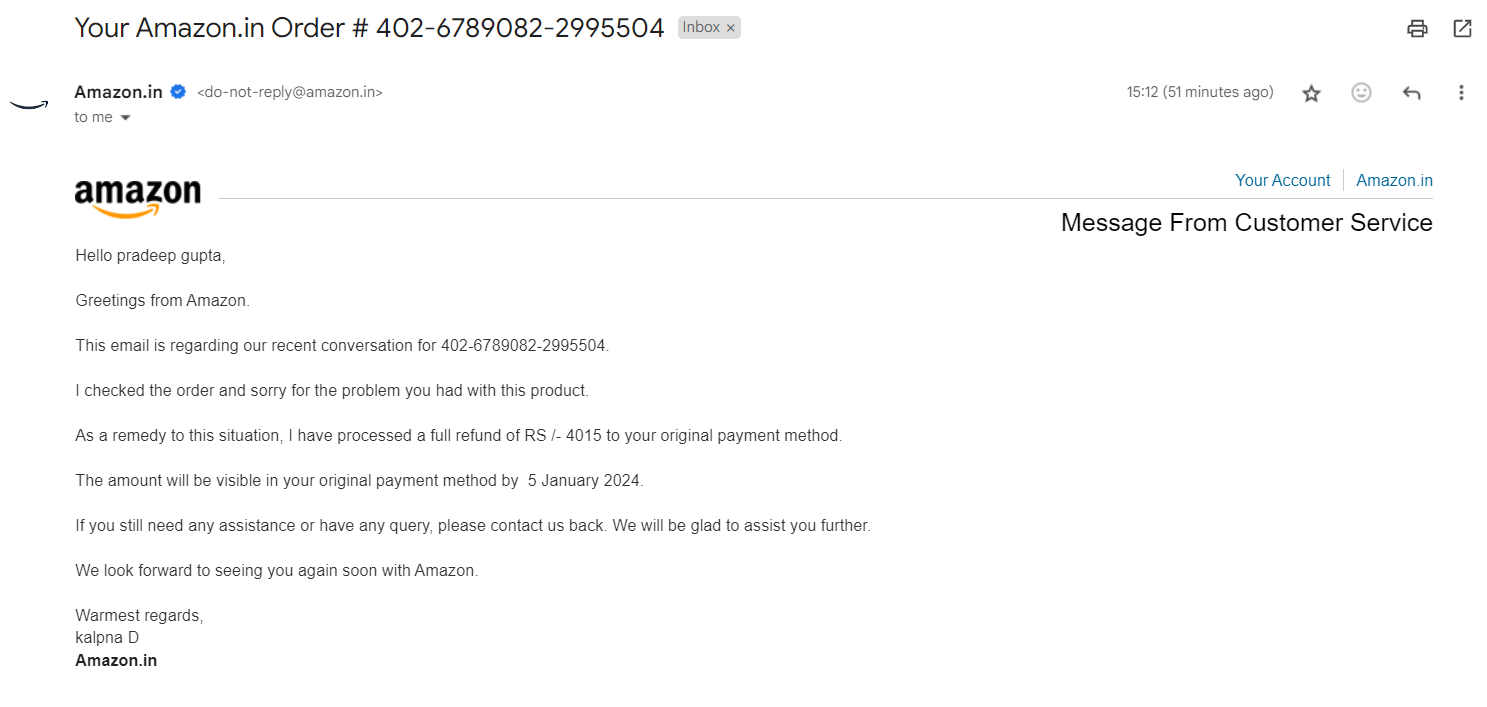 Your Amazon.in Order # 402-6789082-2995504 Inbox ×
Amazon.in <do-not-reply@amazon.in> 15:12 (51 minutes ago)
to me
amazon
Your Account Amazon.in
Message From Customer Service
Hello pradeep gupta,
Greetings from Amazon.
This email is regarding our recent conversation for 402-6789082-2995504.
I checked the order and sorry for the problem you had with this product.
As a remedy to this situation, I have processed a full refund of RS /- 4015 to your original payment method.
The amount will be visible in your original payment method by  5 January 2024.
If you still need any assistance or have any query, please contact us back. We will be glad to assist you further.
We look forward to seeing you again soon with Amazon.
Warmest regards,
kalpna D
Amazon.in